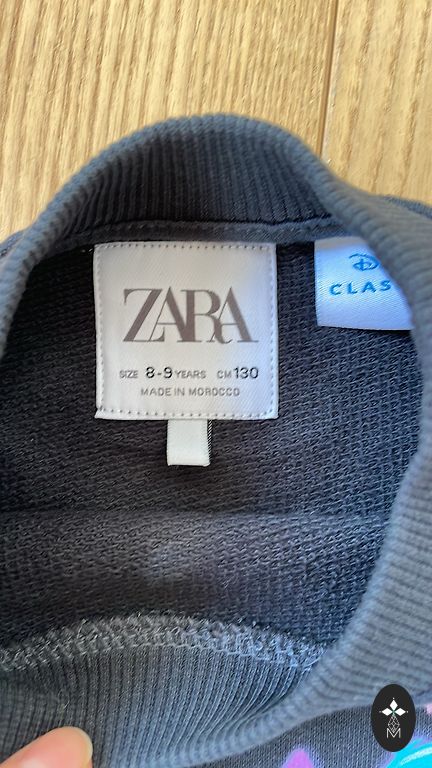 ZARA
SIZE 8-9 YEARS CM 130
MADE IN MOROCCO
D
CLAS
M